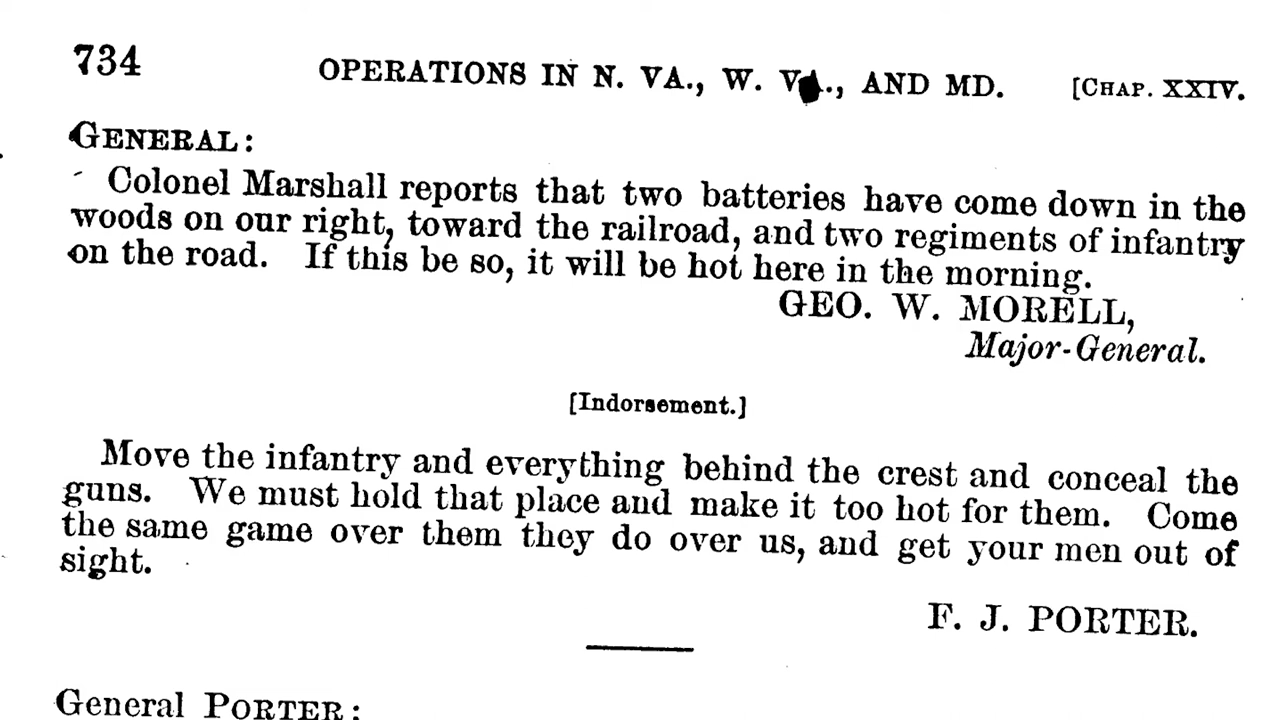 734
OPERATIONS IN N. VA., W. VA., AND MD.
[CHAP. XXIV.
GENERAL:
Colonel Marshall reports that two batteries have come down in the
woods on our right, toward the railroad, and two regiments of infantry
on the road. If this be so, it will be hot here in the morning.
GEO. W. MORELL,
Major-General.
[Indorsement.]
Move the infantry and everything behind the crest and conceal the
guns. We must hold that place and make it too hot for them. Come
the same game over them they do over us, and get your men out of
sight.
F. J. PORTER.
General PORTER: